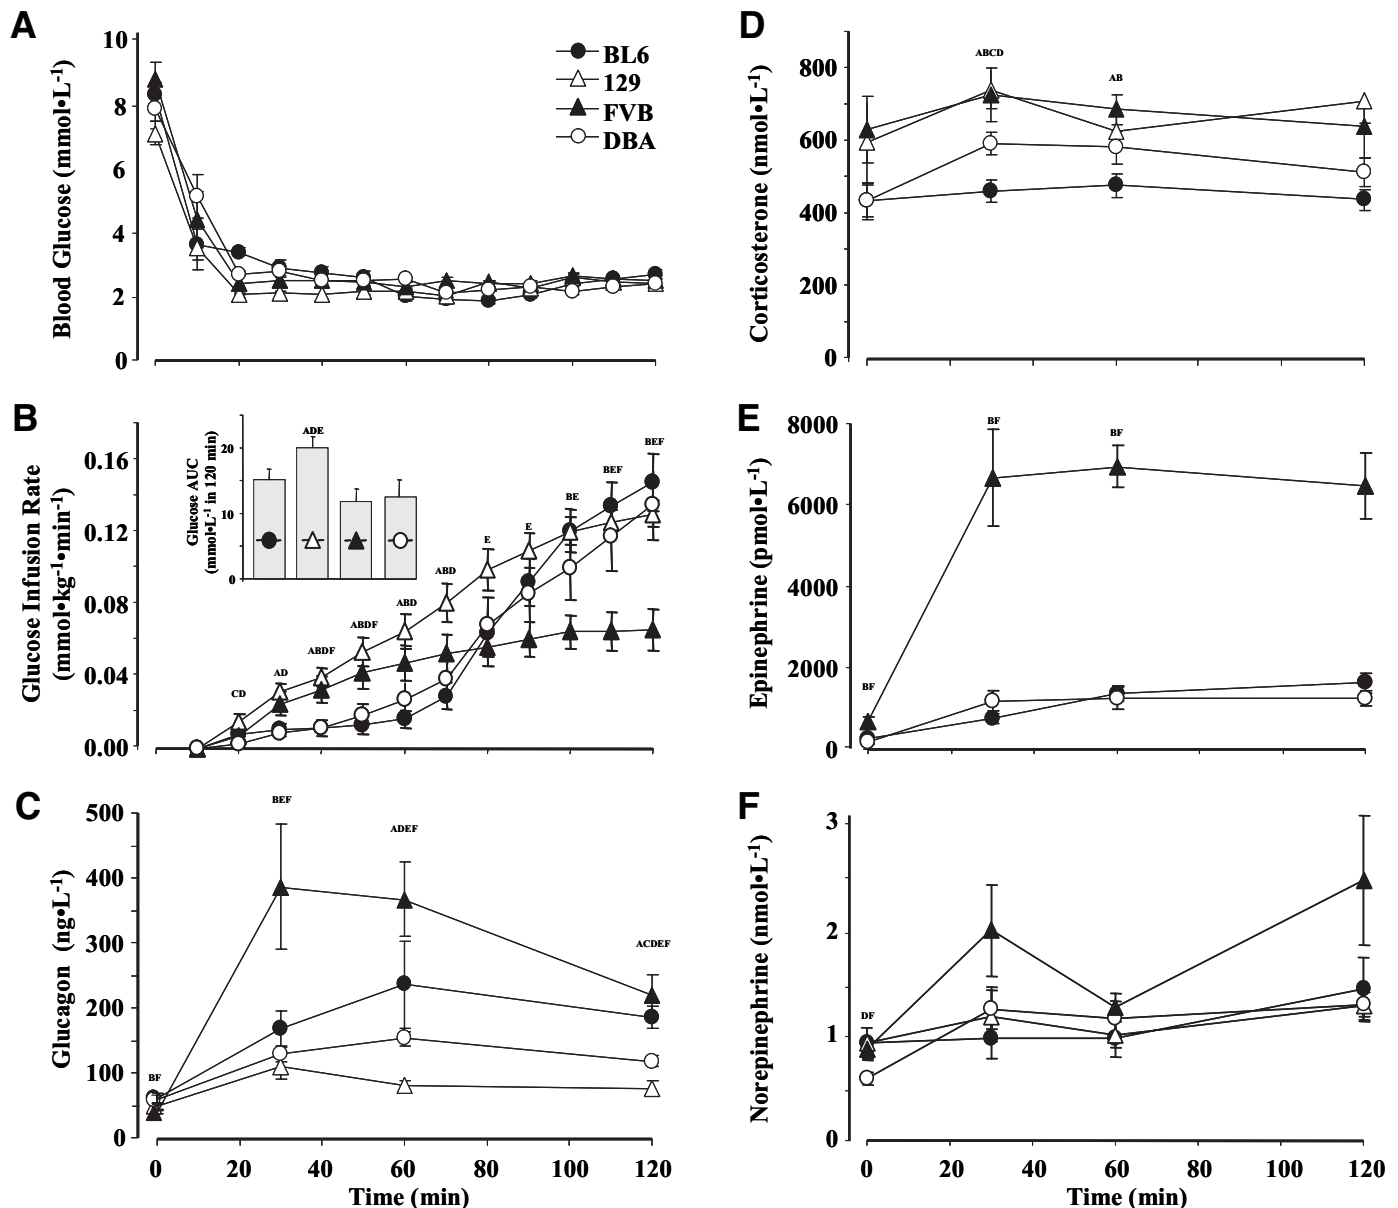 A
Blood Glucose (mmol•L⁻¹)
10
8
6
4
2
0
BL6
129
FVB
DBA
B
Glucose Infusion Rate
(mmol•kg⁻¹•min⁻¹)
0.16
0.12
0.08
0.04
0.00
CD
AD
ABDF
ABDF
ABD
ABD
E
E
BE
BEF
BEF
Glucose AUC
(mmol•L⁻¹ in 120 min)
20
10
0
ADE
C
Glucagon (ng•L⁻¹)
500
400
300
200
100
0
BF
BEF
ADEF
ACDEF
0 20 40 60 80 100 120
Time (min)
D
Corticosterone (nmol•L⁻¹)
800
600
400
200
0
ABCD
AB
E
Epinephrine (pmol•L⁻¹)
8000
6000
4000
2000
0
BF
BF
BF
F
Norepinephrine (nmol•L⁻¹)
3
2
1
0
DF
0 20 40 60 80 100 120
Time (min)